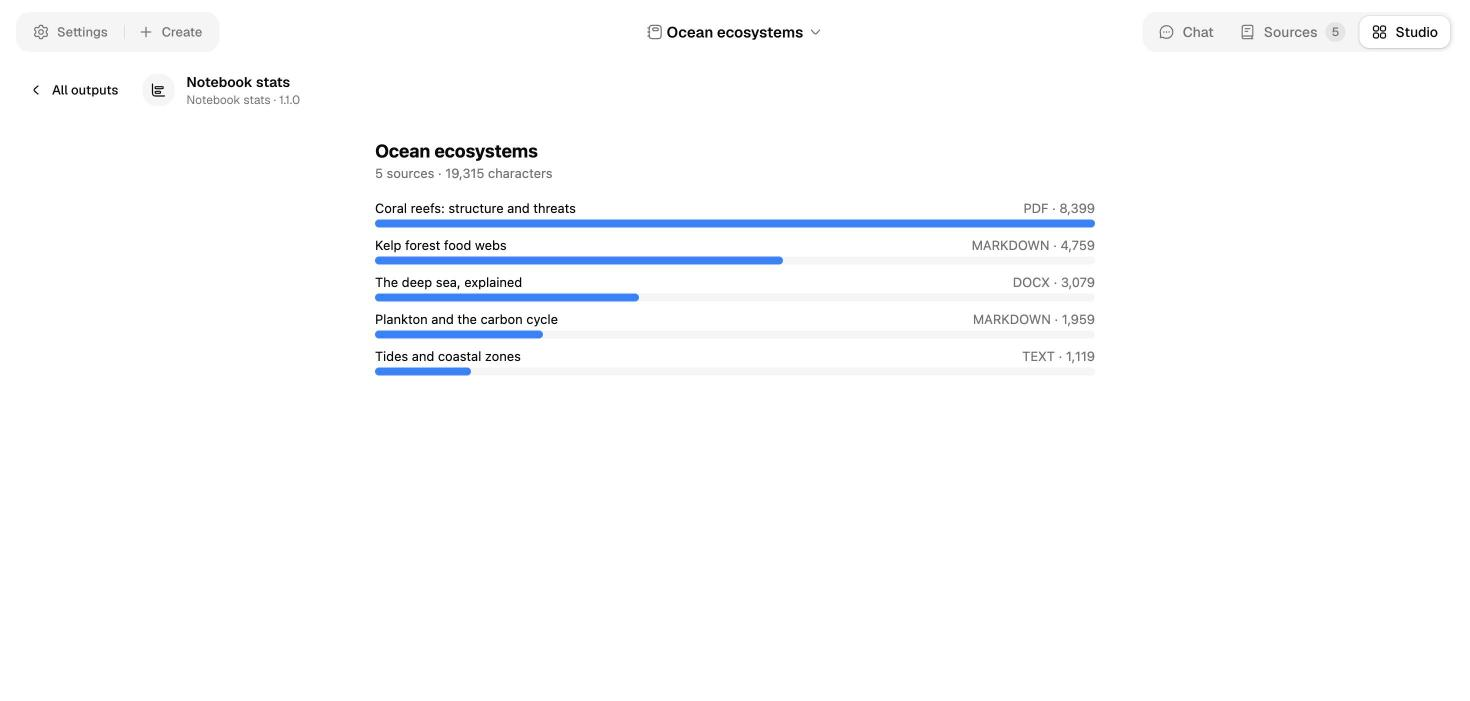 Settings
Create
Ocean ecosystems
Chat
Sources 5
Studio
All outputs
Notebook stats
Notebook stats · 1.1.0
Ocean ecosystems
5 sources · 19,315 characters
Coral reefs: structure and threats PDF · 8,399
Kelp forest food webs MARKDOWN · 4,759
The deep sea, explained DOCX · 3,079
Plankton and the carbon cycle MARKDOWN · 1,959
Tides and coastal zones TEXT · 1,119